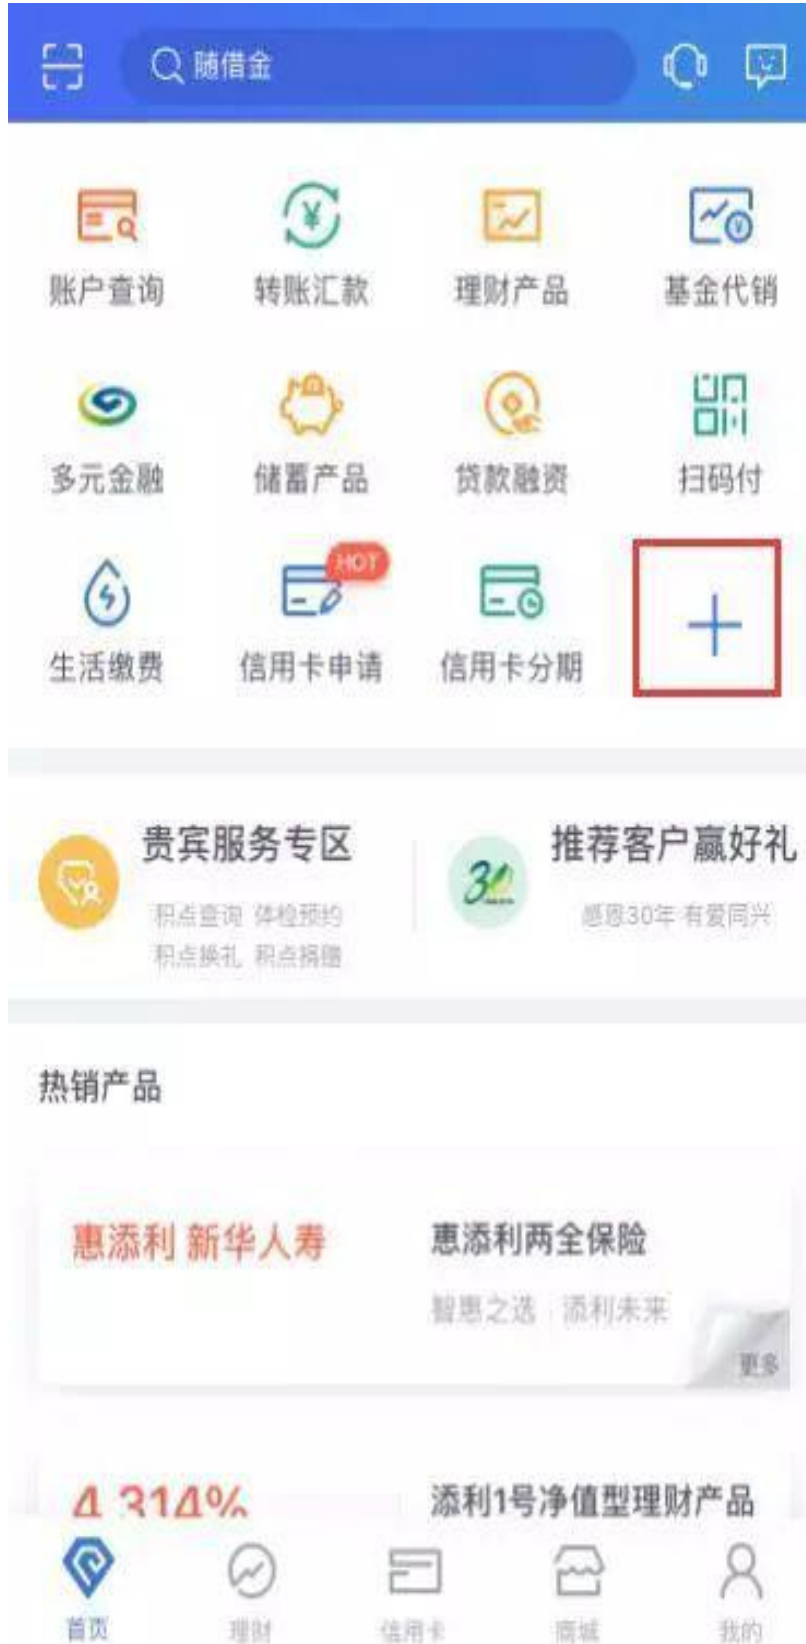 随借金
账户查询 转账汇款 理财产品 基金代销
多元金融 储蓄产品 贷款融资 扫码付
HOT
生活缴费 信用卡申请 信用卡分期
贵宾服务专区
积点查询 体检预约
积点换礼 积点捐赠
推荐客户赢好礼
感恩30年 有爱同兴
30
热销产品
惠添利 新华人寿
惠添利两全保险
智惠之选 添利未来
更多
4.314%
添利1号净值型理财产品
首页 理财 信用卡 商城 我的